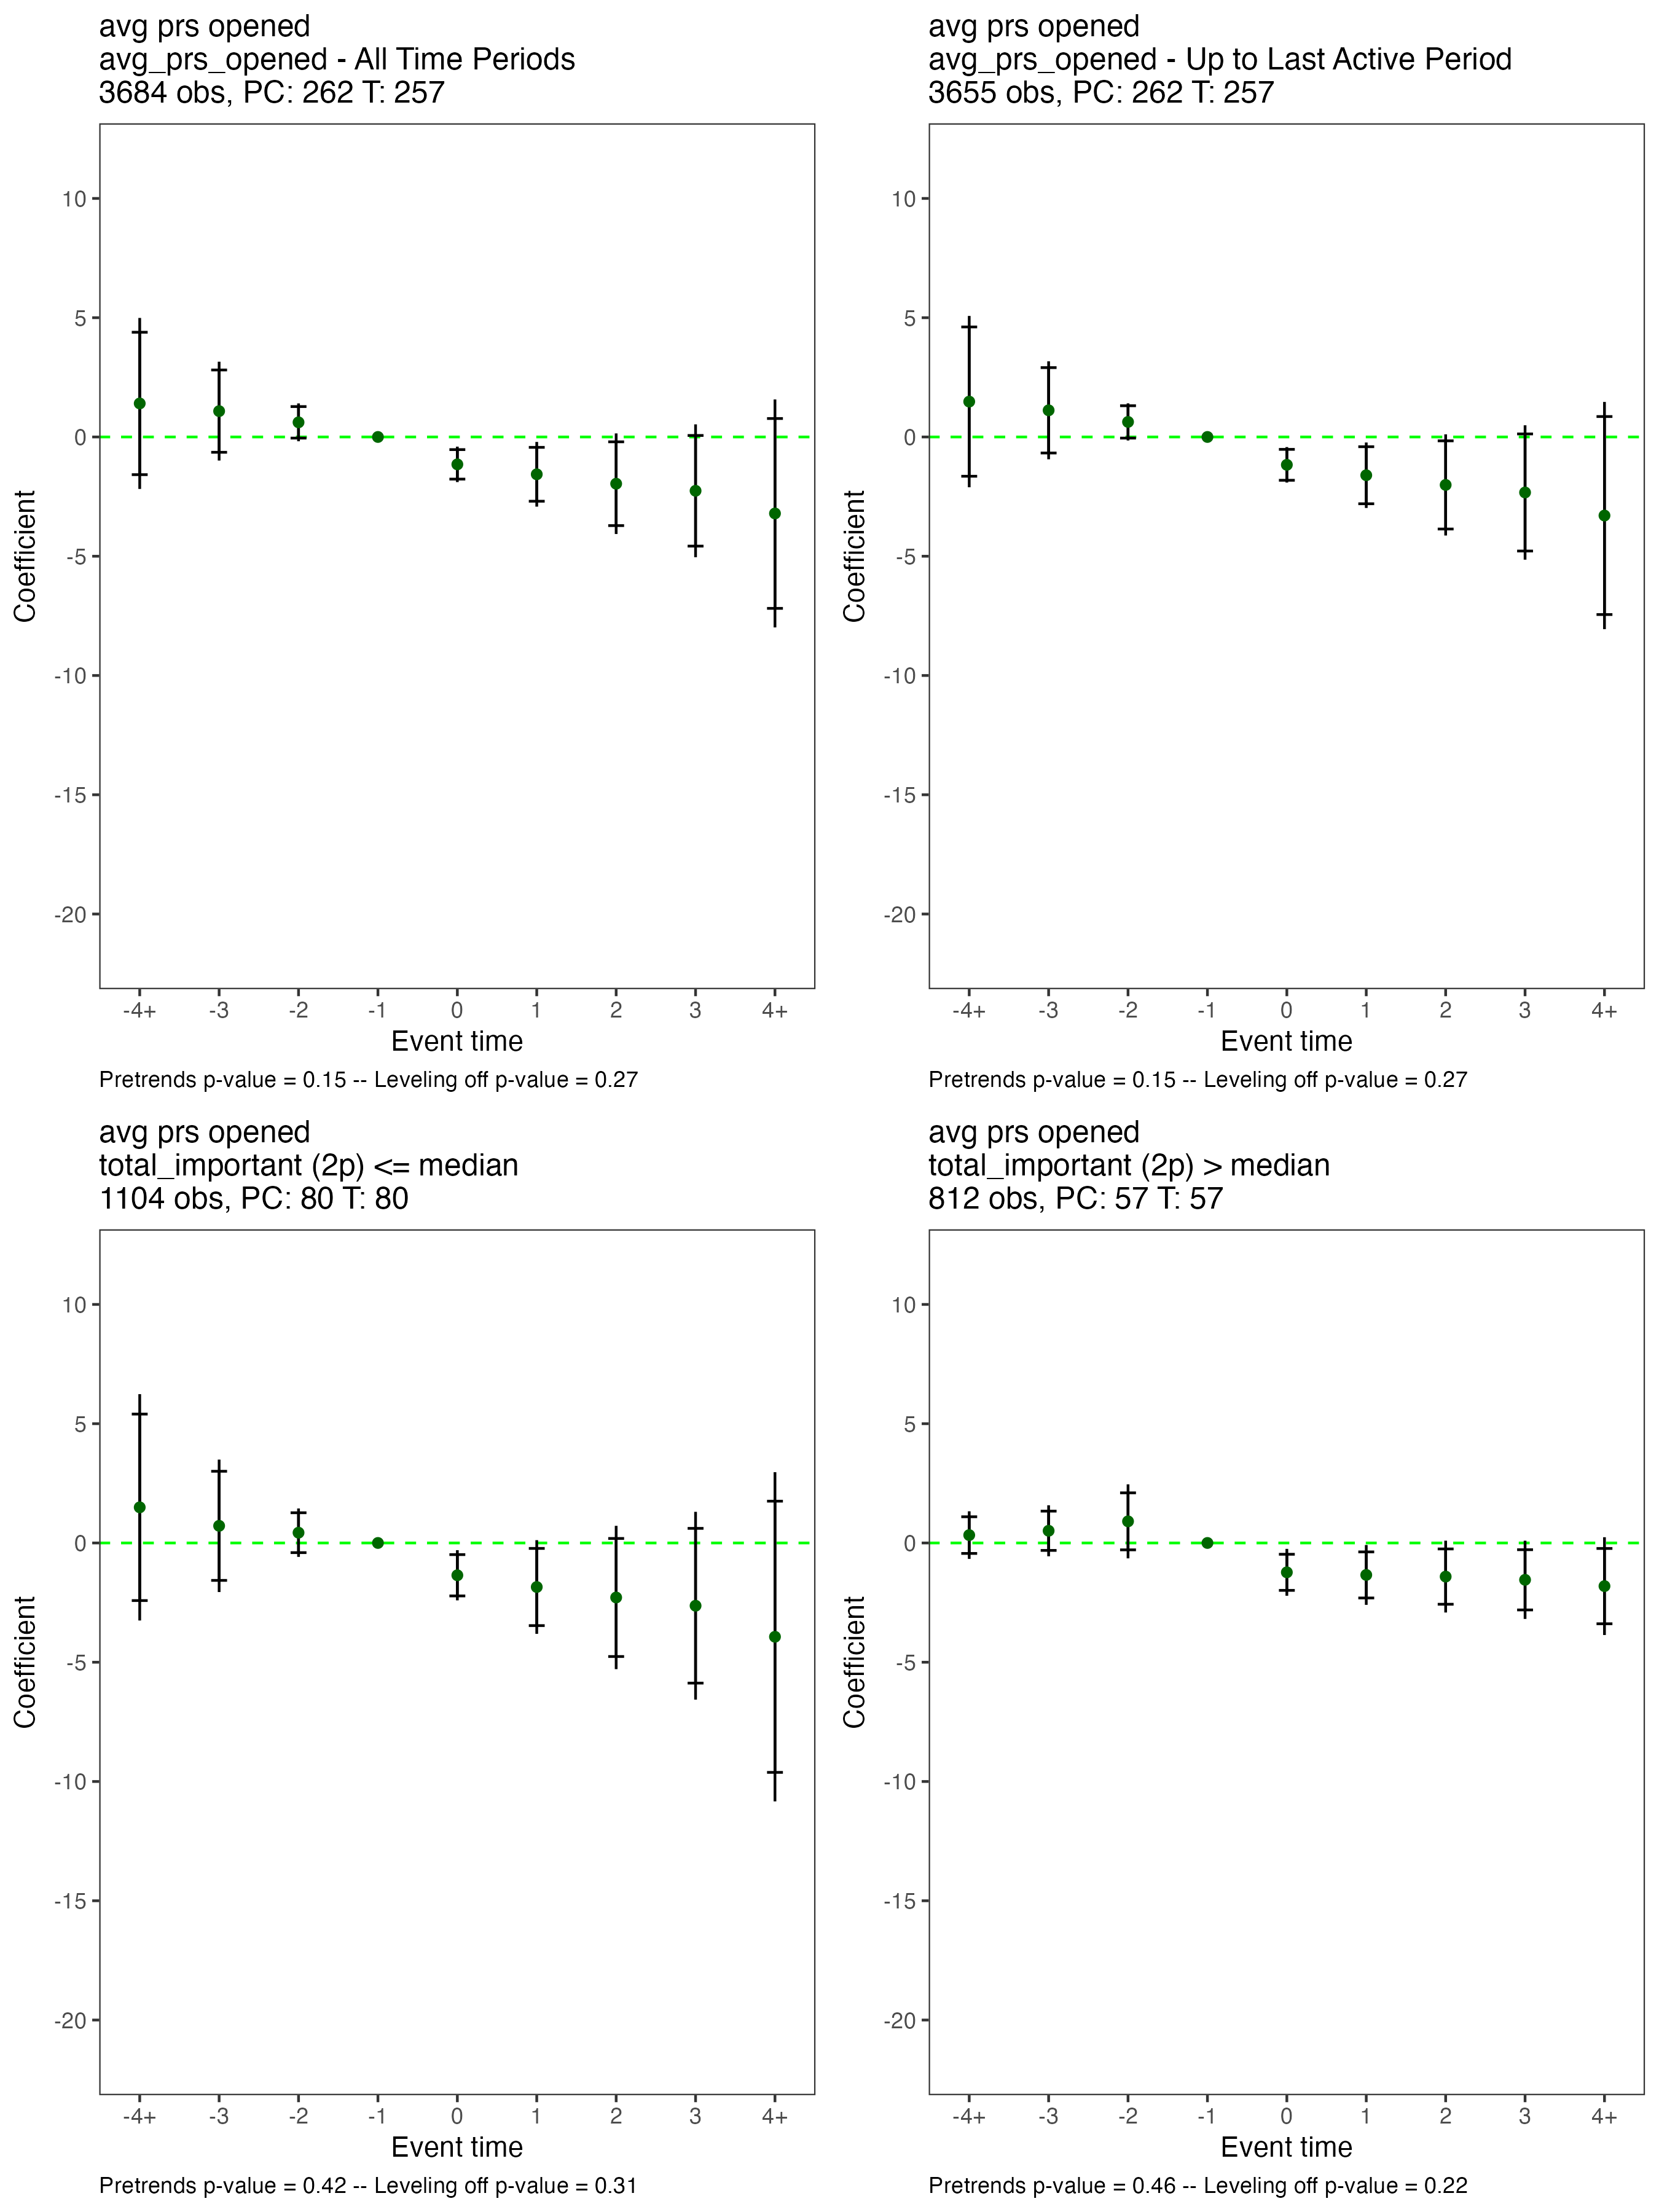 avg prs opened
avg_prs_opened - All Time Periods
3684 obs, PC: 262 T: 257
10
5
0
-5
-10
-15
-20
Coefficient
-4+ -3 -2 -1 0 1 2 3 4+
Event time
Pretrends p-value = 0.15 -- Leveling off p-value = 0.27
avg prs opened
avg_prs_opened - Up to Last Active Period
3655 obs, PC: 262 T: 257
10
5
0
-5
-10
-15
-20
Coefficient
-4+ -3 -2 -1 0 1 2 3 4+
Event time
Pretrends p-value = 0.15 -- Leveling off p-value = 0.27
avg prs opened
total_important (2p) <= median
1104 obs, PC: 80 T: 80
10
5
0
-5
-10
-15
-20
Coefficient
-4+ -3 -2 -1 0 1 2 3 4+
Event time
Pretrends p-value = 0.42 -- Leveling off p-value = 0.31
avg prs opened
total_important (2p) > median
812 obs, PC: 57 T: 57
10
5
0
-5
-10
-15
-20
Coefficient
-4+ -3 -2 -1 0 1 2 3 4+
Event time
Pretrends p-value = 0.46 -- Leveling off p-value = 0.22